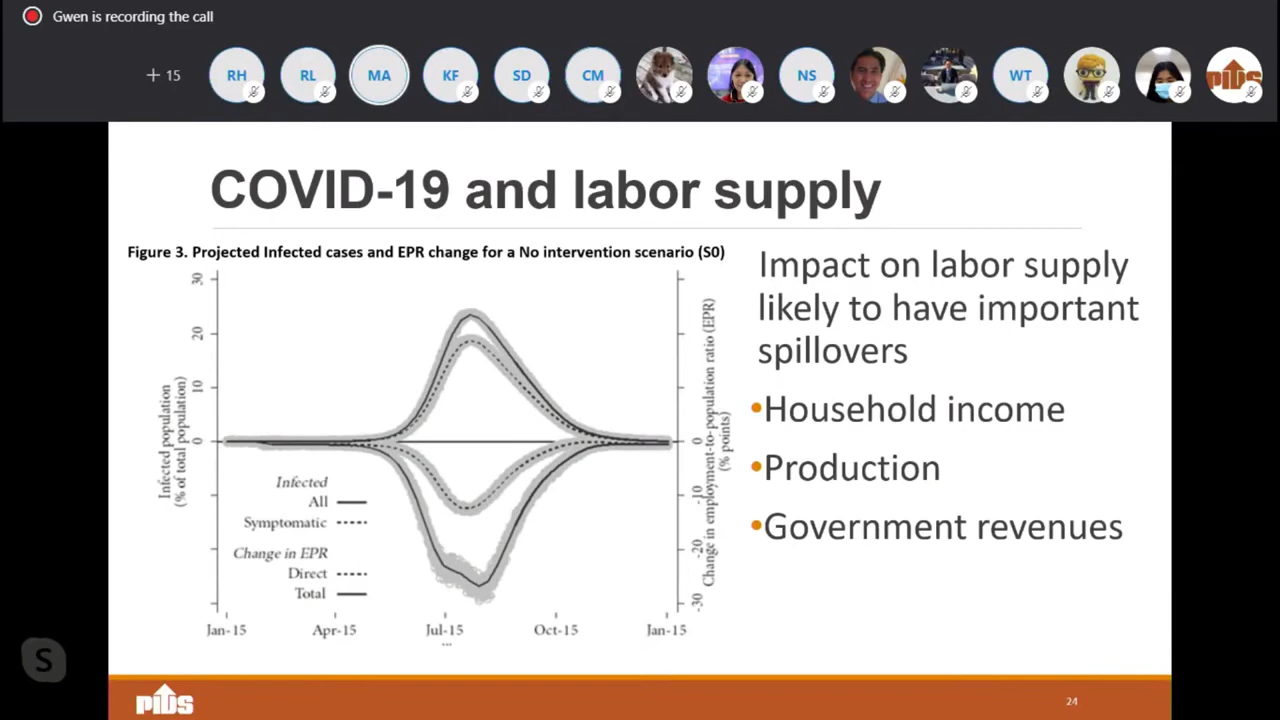 Gwen is recording the call
+ 15
RH
RL
MA
KF
SD
CM
NS
WT
PIDS
COVID-19 and labor supply
Figure 3. Projected Infected cases and EPR change for a No intervention scenario (S0)
Infected population
(% of total population)
30
20
10
0
Infected
All
Symptomatic
Change in EPR
Direct
Total
0
-10
-20
-30
Change in employment-to-population ratio (EPR)
(% points)
Jan-15
Apr-15
Jul-15
Oct-15
Jan-15
...
Impact on labor supply
likely to have important
spillovers
•Household income
•Production
•Government revenues
S
PIDS
24